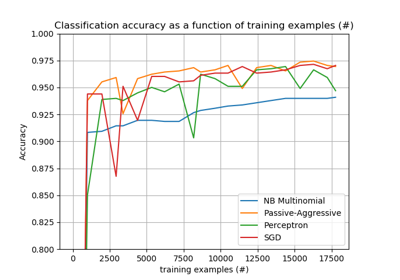 Classification accuracy as a function of training examples (#)
1.000
0.975
0.950
0.925
0.900
0.875
0.850
0.825
0.800
Accuracy
0 2500 5000 7500 10000 12500 15000 17500
training examples (#)
NB Multinomial
Passive-Aggressive
Perceptron
SGD